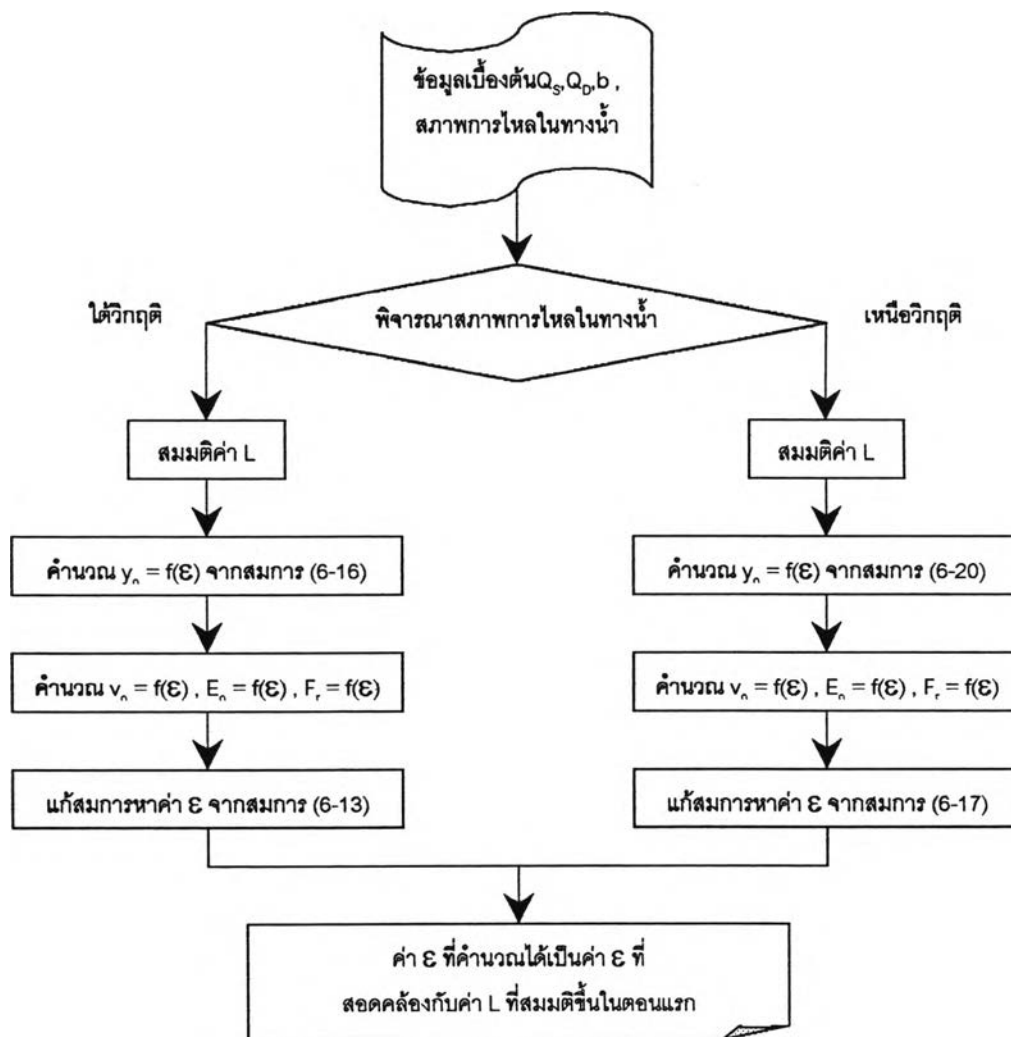 ข้อมูลเบื้องต้นQ_S,Q_D,b ,
สภาพการไหลในทางน้ำ
ใต้วิกฤติ
พิจารณาสภาพการไหลในทางน้ำ
เหนือวิกฤติ
สมมติค่า L
สมมติค่า L
คำนวณ y_n = f(ε) จากสมการ (6-16)
คำนวณ y_n = f(ε) จากสมการ (6-20)
คำนวณ v_n = f(ε) , E_n = f(ε) , F_r = f(ε)
คำนวณ v_n = f(ε) , E_n = f(ε) , F_r = f(ε)
แก้สมการหาค่า ε จากสมการ (6-13)
แก้สมการหาค่า ε จากสมการ (6-17)
ค่า ε ที่คำนวณได้เป็นค่า ε ที่
สอดคล้องกับค่า L ที่สมมติขึ้นในตอนแรก